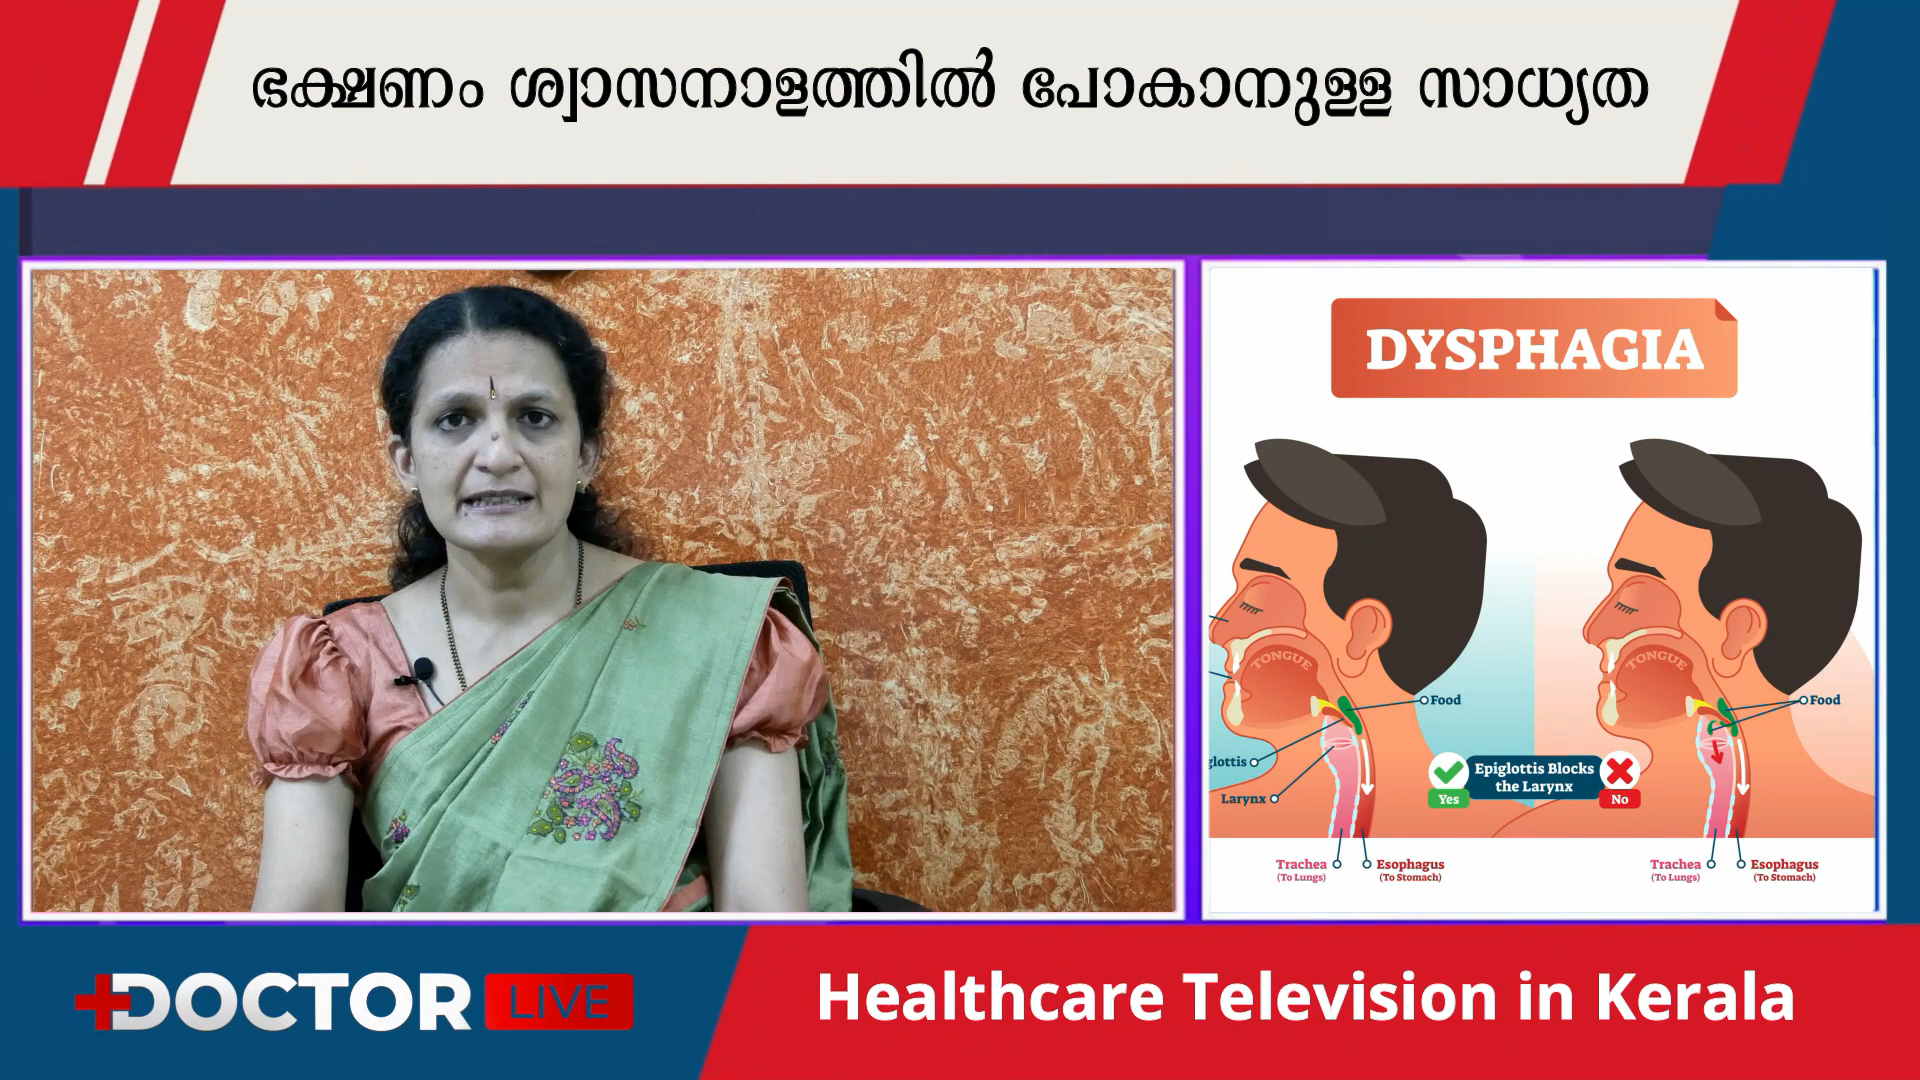 ഭക്ഷണം ശ്വാസനാളത്തിൽ പോകാനുള്ള സാധ്യത
DYSPHAGIA
TONGUE
TONGUE
Food
Food
glottis
Larynx
Epiglottis Blocks
the Larynx
Yes
No
Trachea
(To Lungs)
Esophagus
(To Stomach)
Trachea
(To Lungs)
Esophagus
(To Stomach)
DOCTOR LIVE
Healthcare Television in Kerala